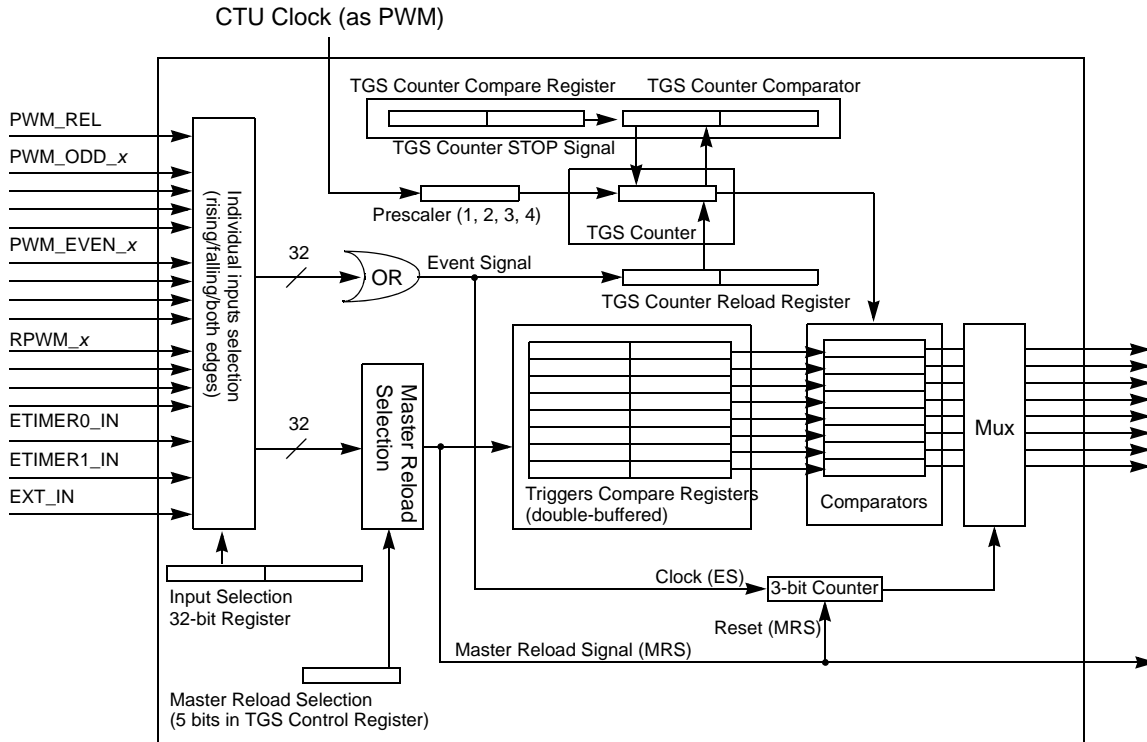 CTU Clock (as PWM)
TGS Counter Compare Register
TGS Counter Comparator
PWM_REL
PWM_ODD_x
PWM_EVEN_x
RPWM_x
ETIMER0_IN
ETIMER1_IN
EXT_IN
Individual inputs selection
(rising/falling/both edges)
TGS Counter STOP Signal
Prescaler (1, 2, 3, 4)
TGS Counter
32
OR
Event Signal
TGS Counter Reload Register
32
Master Reload
Selection
Triggers Compare Registers
(double-buffered)
Comparators
Mux
Clock (ES)
3-bit Counter
Reset (MRS)
Input Selection
32-bit Register
Master Reload Signal (MRS)
Master Reload Selection
(5 bits in TGS Control Register)